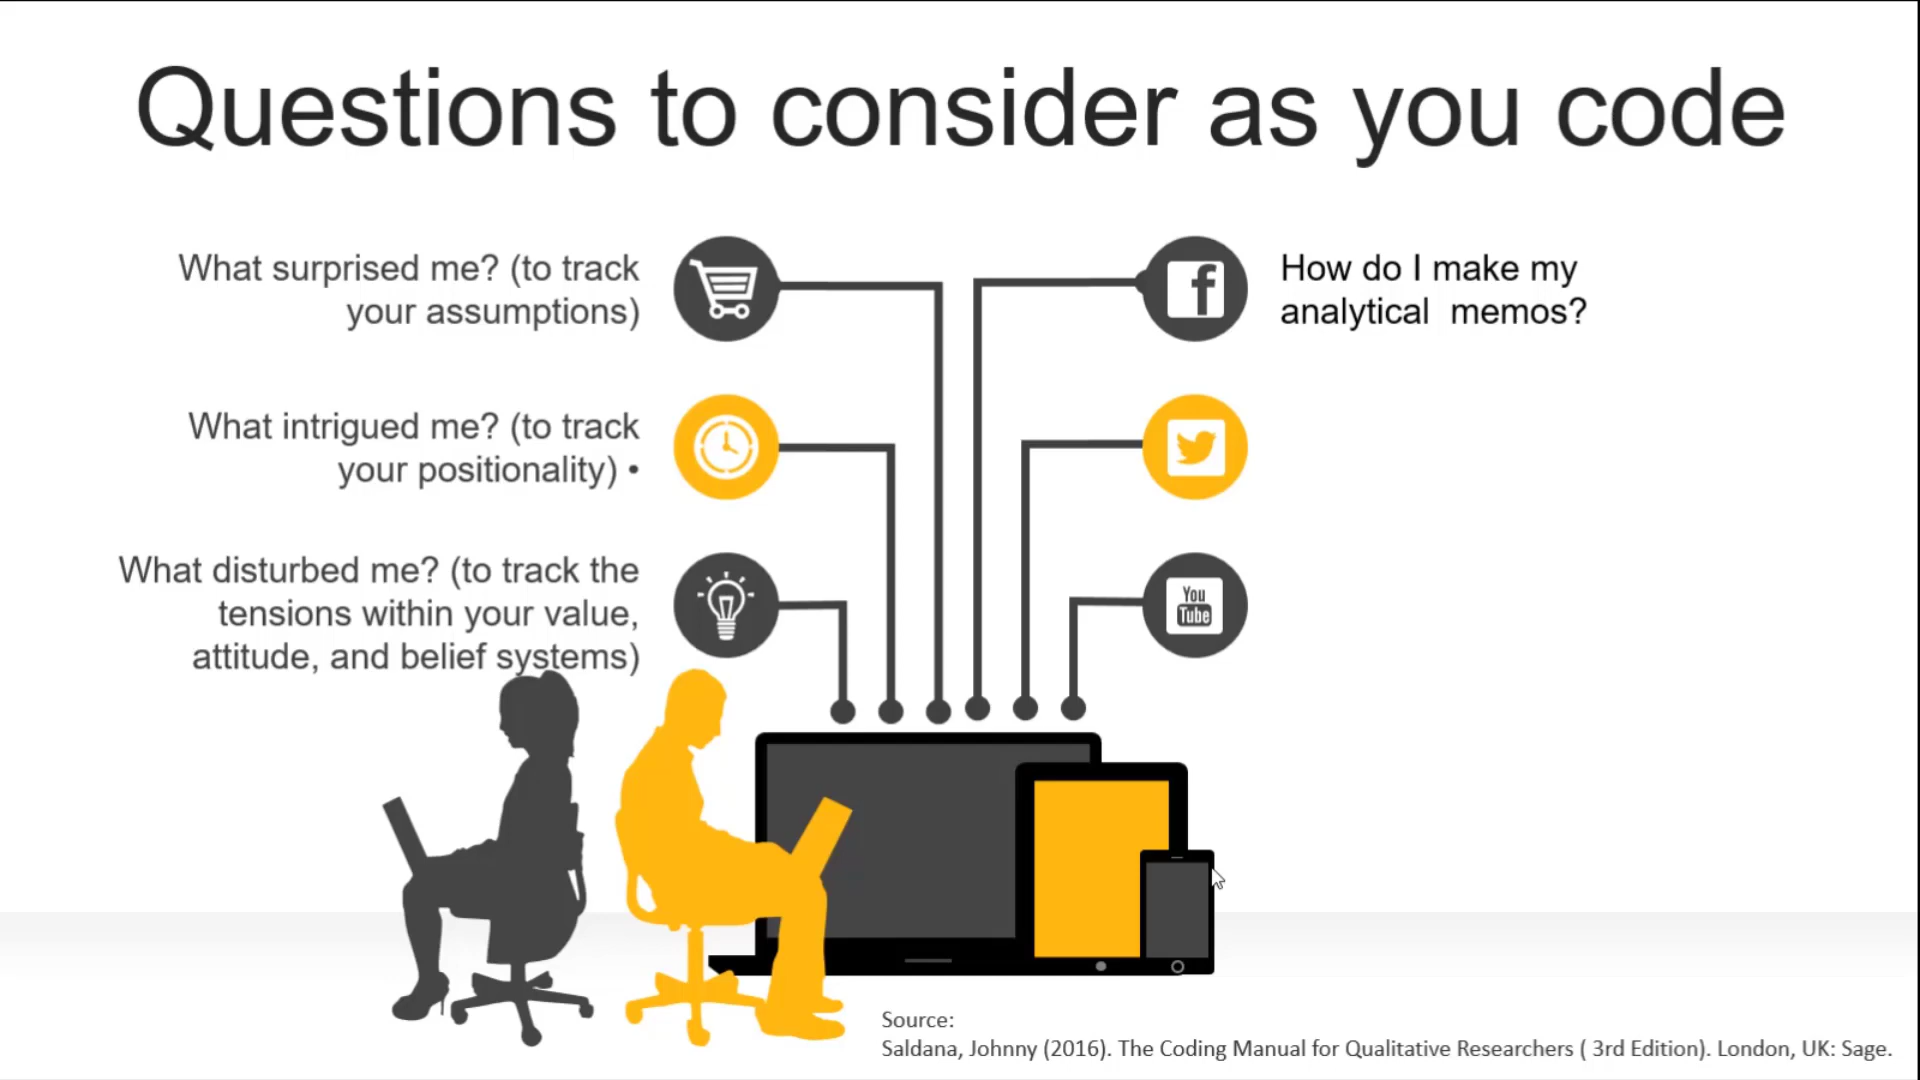 Questions to consider as you code
What surprised me? (to track
your assumptions)
How do I make my
analytical  memos?
What intrigued me? (to track
your positionality) •
What disturbed me? (to track the
tensions within your value,
attitude, and belief systems)
You
Tube
Source:
Saldana, Johnny (2016). The Coding Manual for Qualitative Researchers ( 3rd Edition). London, UK: Sage.